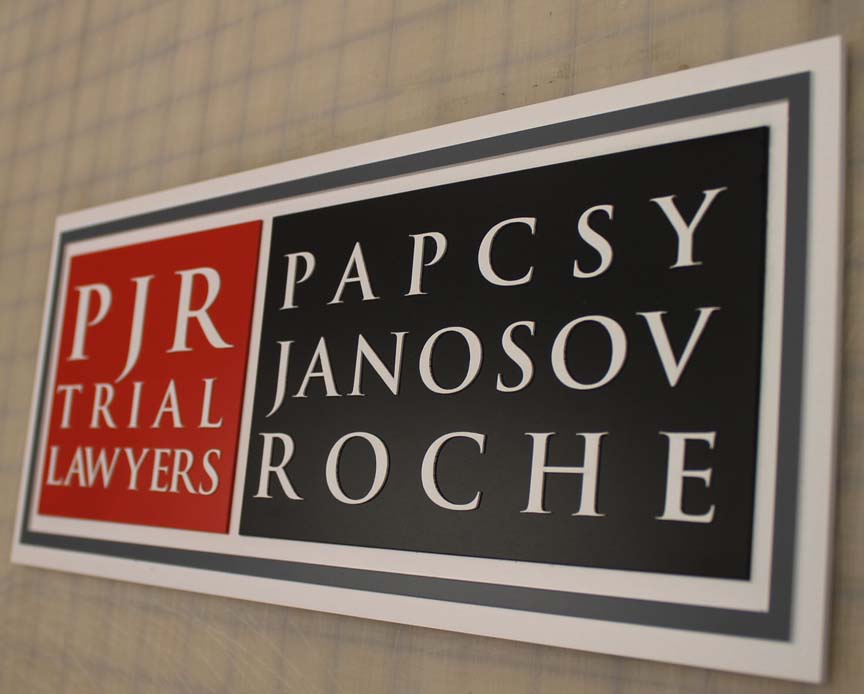 PJR
TRIAL
LAWYERS
PAPCSY
JANOSOV
ROCHE